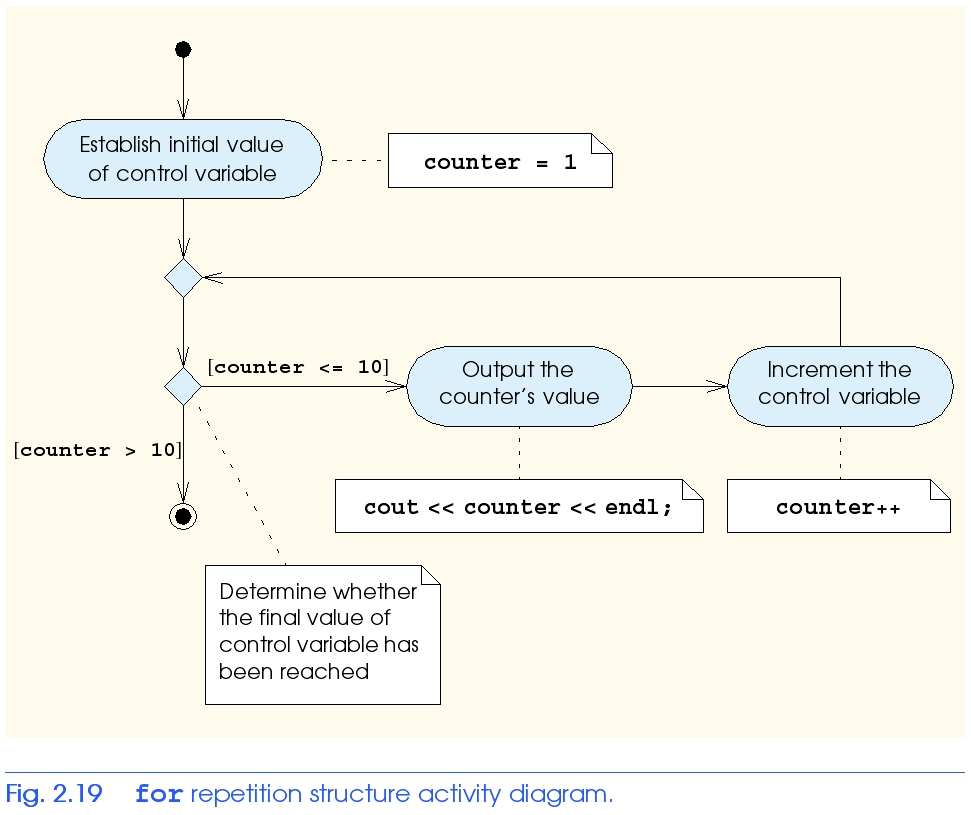 Establish initial value
of control variable
counter = 1
[counter <= 10]
Output the
counter's value
Increment the
control variable
[counter > 10]
cout << counter << endl;
counter++
Determine whether
the final value of
control variable has
been reached
Fig. 2.19 for repetition structure activity diagram.